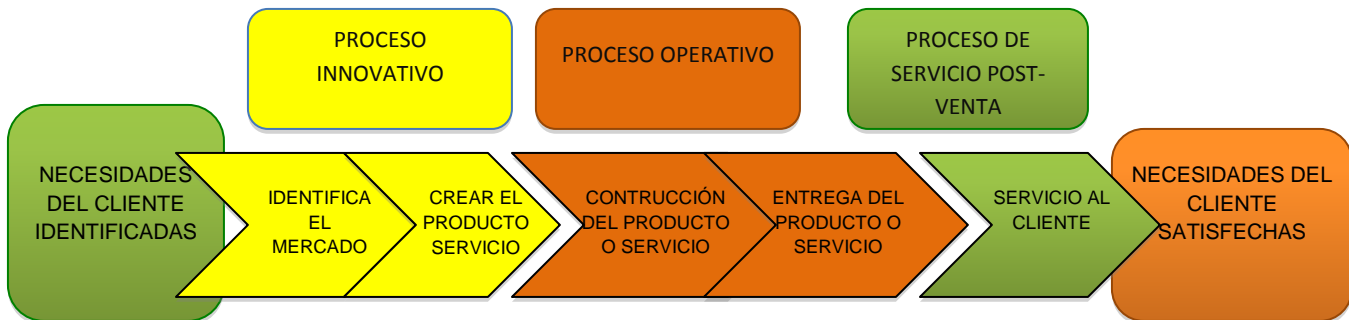 PROCESO
INNOVATIVO
PROCESO OPERATIVO
PROCESO DE
SERVICIO POST-
VENTA
NECESIDADES
DEL CLIENTE
IDENTIFICADAS
IDENTIFICA
EL
MERCADO
CREAR EL
PRODUCTO
SERVICIO
CONTRUCCIÓN
DEL PRODUCTO
O SERVICIO
ENTREGA DEL
PRODUCTO O
SERVICIO
SERVICIO AL
CLIENTE
NECESIDADES DEL
CLIENTE
SATISFECHAS